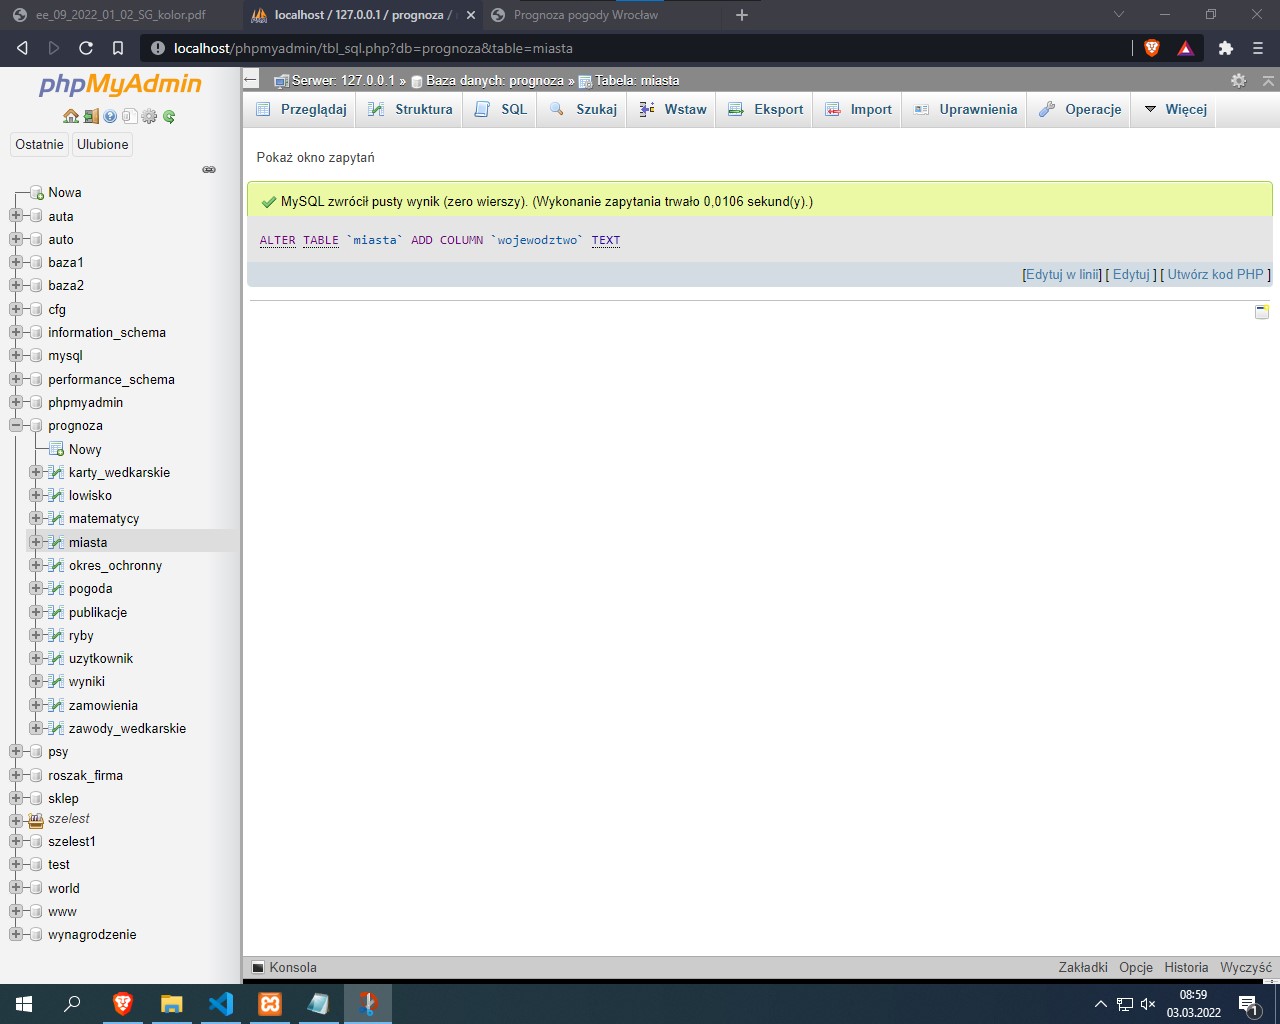 ee_09_2022_01_02_SG_kolor.pdf
localhost / 127.0.0.1 / prognoza /
Prognoza pogody Wrocław
localhost/phpmyadmin/tbl_sql.php?db=prognoza&table=miasta
phpMyAdmin
Serwer: 127.0.0.1 » Baza danych: prognoza » Tabela: miasta
Przeglądaj
Struktura
SQL
Szukaj
Wstaw
Eksport
Import
Uprawnienia
Operacje
Więcej
Ostatnie
Ulubione
Pokaż okno zapytań
MySQL zwrócił pusty wynik (zero wierszy). (Wykonanie zapytania trwało 0,0106 sekund(y).)
ALTER TABLE `miasta` ADD COLUMN `wojewodztwo` TEXT
[Edytuj w linii] [ Edytuj ] [ Utwórz kod PHP ]
Nowa
auta
auto
baza1
baza2
cfg
information_schema
mysql
performance_schema
phpmyadmin
prognoza
Nowy
karty_wedkarskie
lowisko
matematycy
miasta
okres_ochronny
pogoda
publikacje
ryby
uzytkownik
wyniki
zamowienia
zawody_wedkarskie
psy
roszak_firma
sklep
szelest
szelest1
test
world
www
wynagrodzenie
Konsola
Zakładki
Opcje
Historia
Wyczyść
08:59
03.03.2022
1